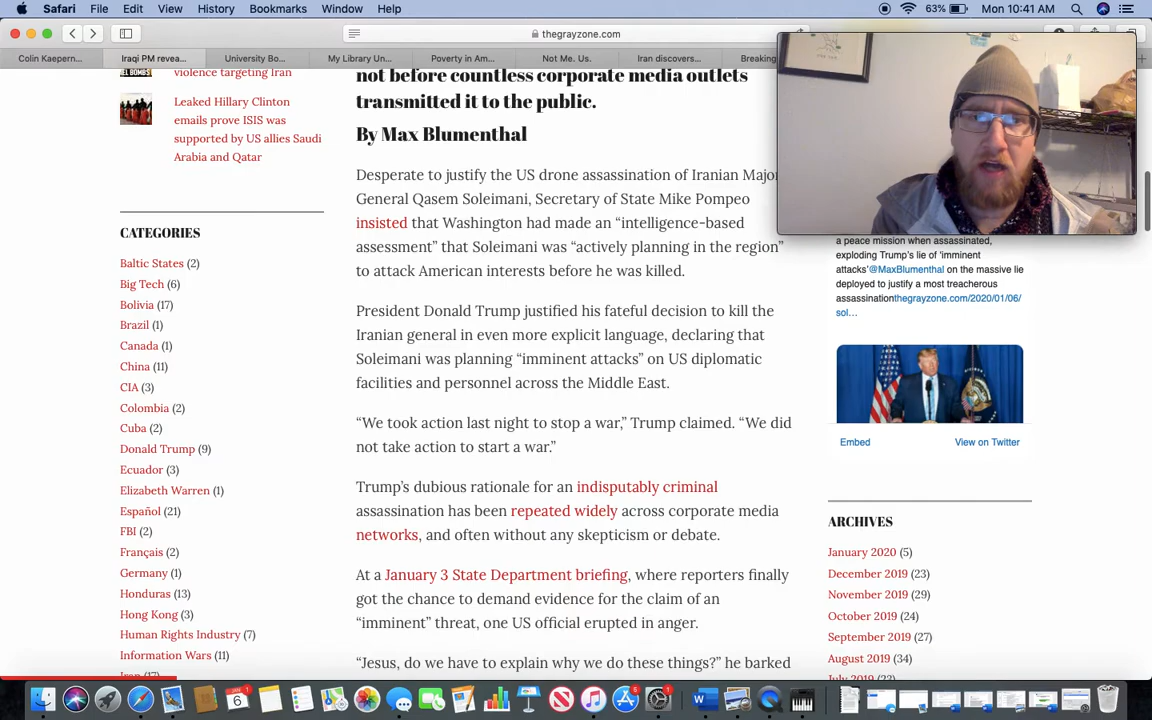 Safari File Edit View History Bookmarks Window Help 63% Mon 10:41 AM
thegrayzone.com
Colin Kaepern... Iraqi PM revea... University Bo... My Library Un... Poverty in Am... Not Me. Us. Iran discovers... Breaking
violence targeting Iran
Leaked Hillary Clinton
emails prove ISIS was
supported by US allies Saudi
Arabia and Qatar
CATEGORIES
Baltic States (2)
Big Tech (6)
Bolivia (17)
Brazil (1)
Canada (1)
China (11)
CIA (3)
Colombia (2)
Cuba (2)
Donald Trump (9)
Ecuador (3)
Elizabeth Warren (1)
Español (21)
FBI (2)
Français (2)
Germany (1)
Honduras (13)
Hong Kong (3)
Human Rights Industry (7)
Information Wars (11)
Iran (17)
not before countless corporate media outlets
transmitted it to the public.
By Max Blumenthal
Desperate to justify the US drone assassination of Iranian Major
General Qasem Soleimani, Secretary of State Mike Pompeo
insisted that Washington had made an “intelligence-based
assessment” that Soleimani was “actively planning in the region”
to attack American interests before he was killed.
President Donald Trump justified his fateful decision to kill the
Iranian general in even more explicit language, declaring that
Soleimani was planning “imminent attacks” on US diplomatic
facilities and personnel across the Middle East.
“We took action last night to stop a war,” Trump claimed. “We did
not take action to start a war.”
Trump’s dubious rationale for an indisputably criminal
assassination has been repeated widely across corporate media
networks, and often without any skepticism or debate.
At a January 3 State Department briefing, where reporters finally
got the chance to demand evidence for the claim of an
“imminent” threat, one US official erupted in anger.
“Jesus, do we have to explain why we do these things?” he barked
a peace mission when assassinated,
exploding Trump's lie of 'imminent
attacks'@MaxBlumenthal on the massive lie
deployed to justify a most treacherous
assassinationthegrayzone.com/2020/01/06/
sol…
Embed View on Twitter
ARCHIVES
January 2020 (5)
December 2019 (23)
November 2019 (29)
October 2019 (24)
September 2019 (27)
August 2019 (34)
July 2019
JAN
6